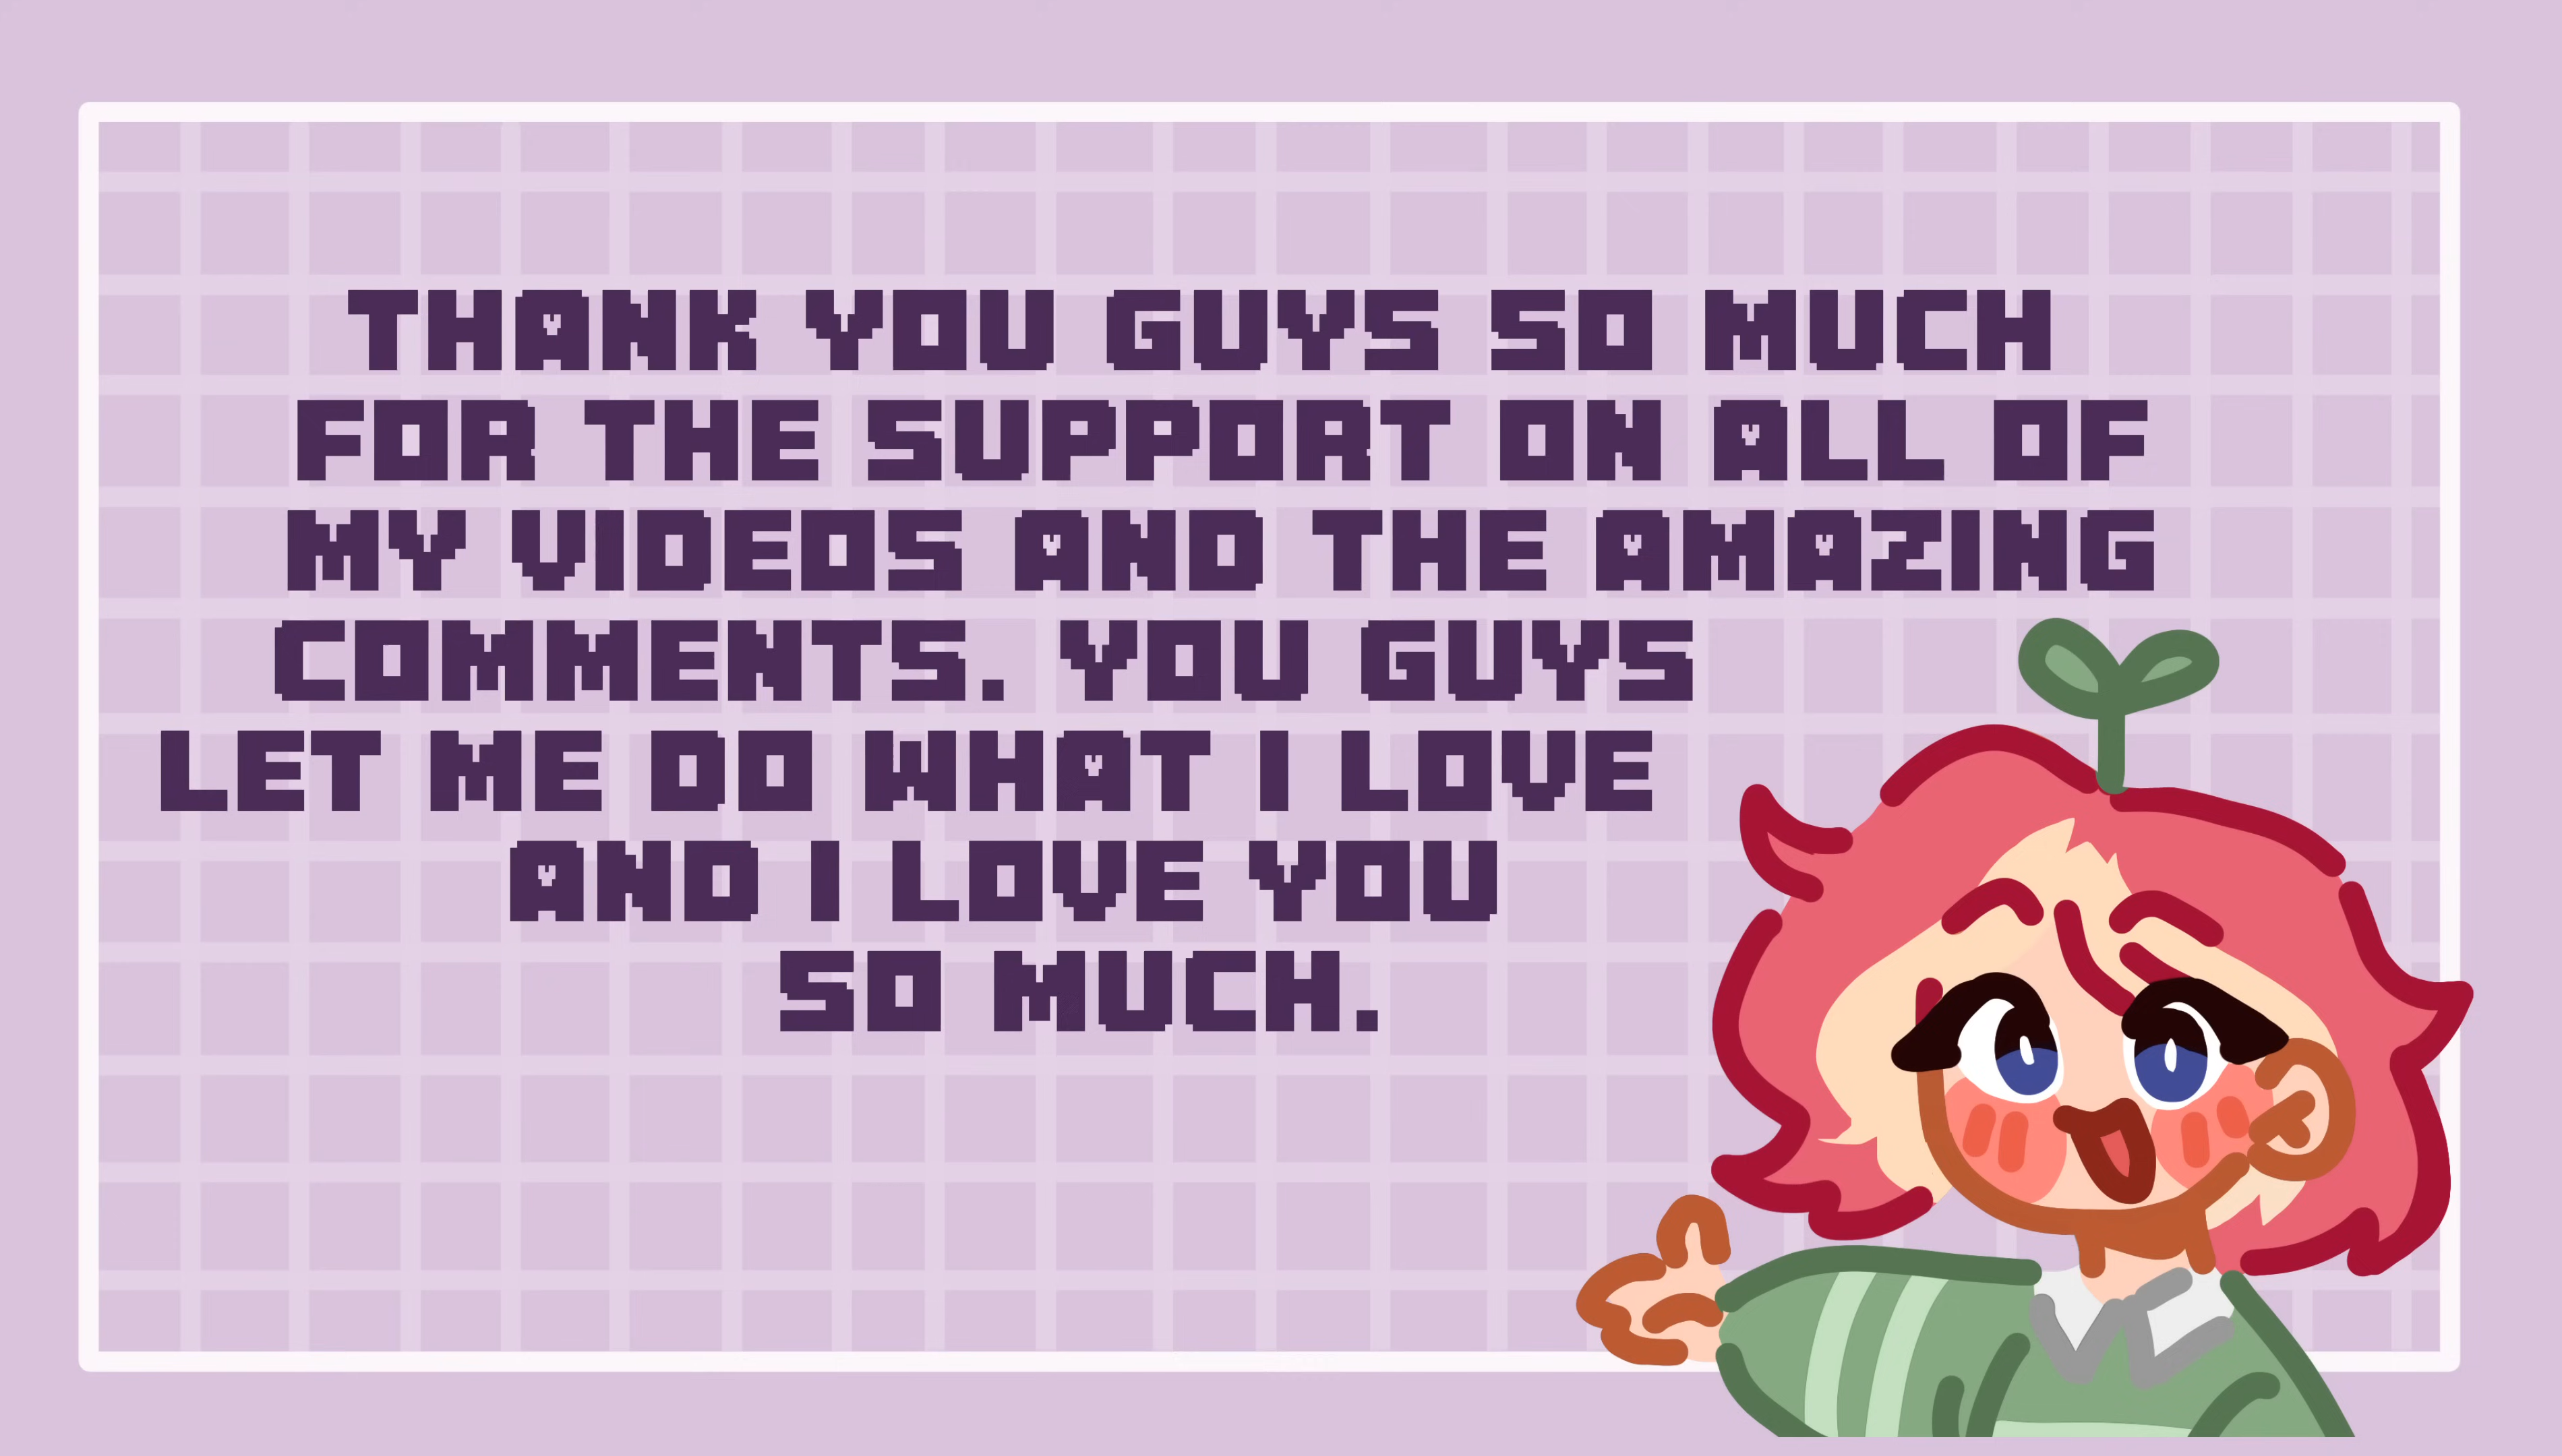 THANK YOU GUYS SO MUCH
FOR THE SUPPORT ON ALL OF
MY VIDEOS AND THE AMAZING
COMMENTS. YOU GUYS
LET ME DO WHAT I LOVE
AND I LOVE YOU
SO MUCH.